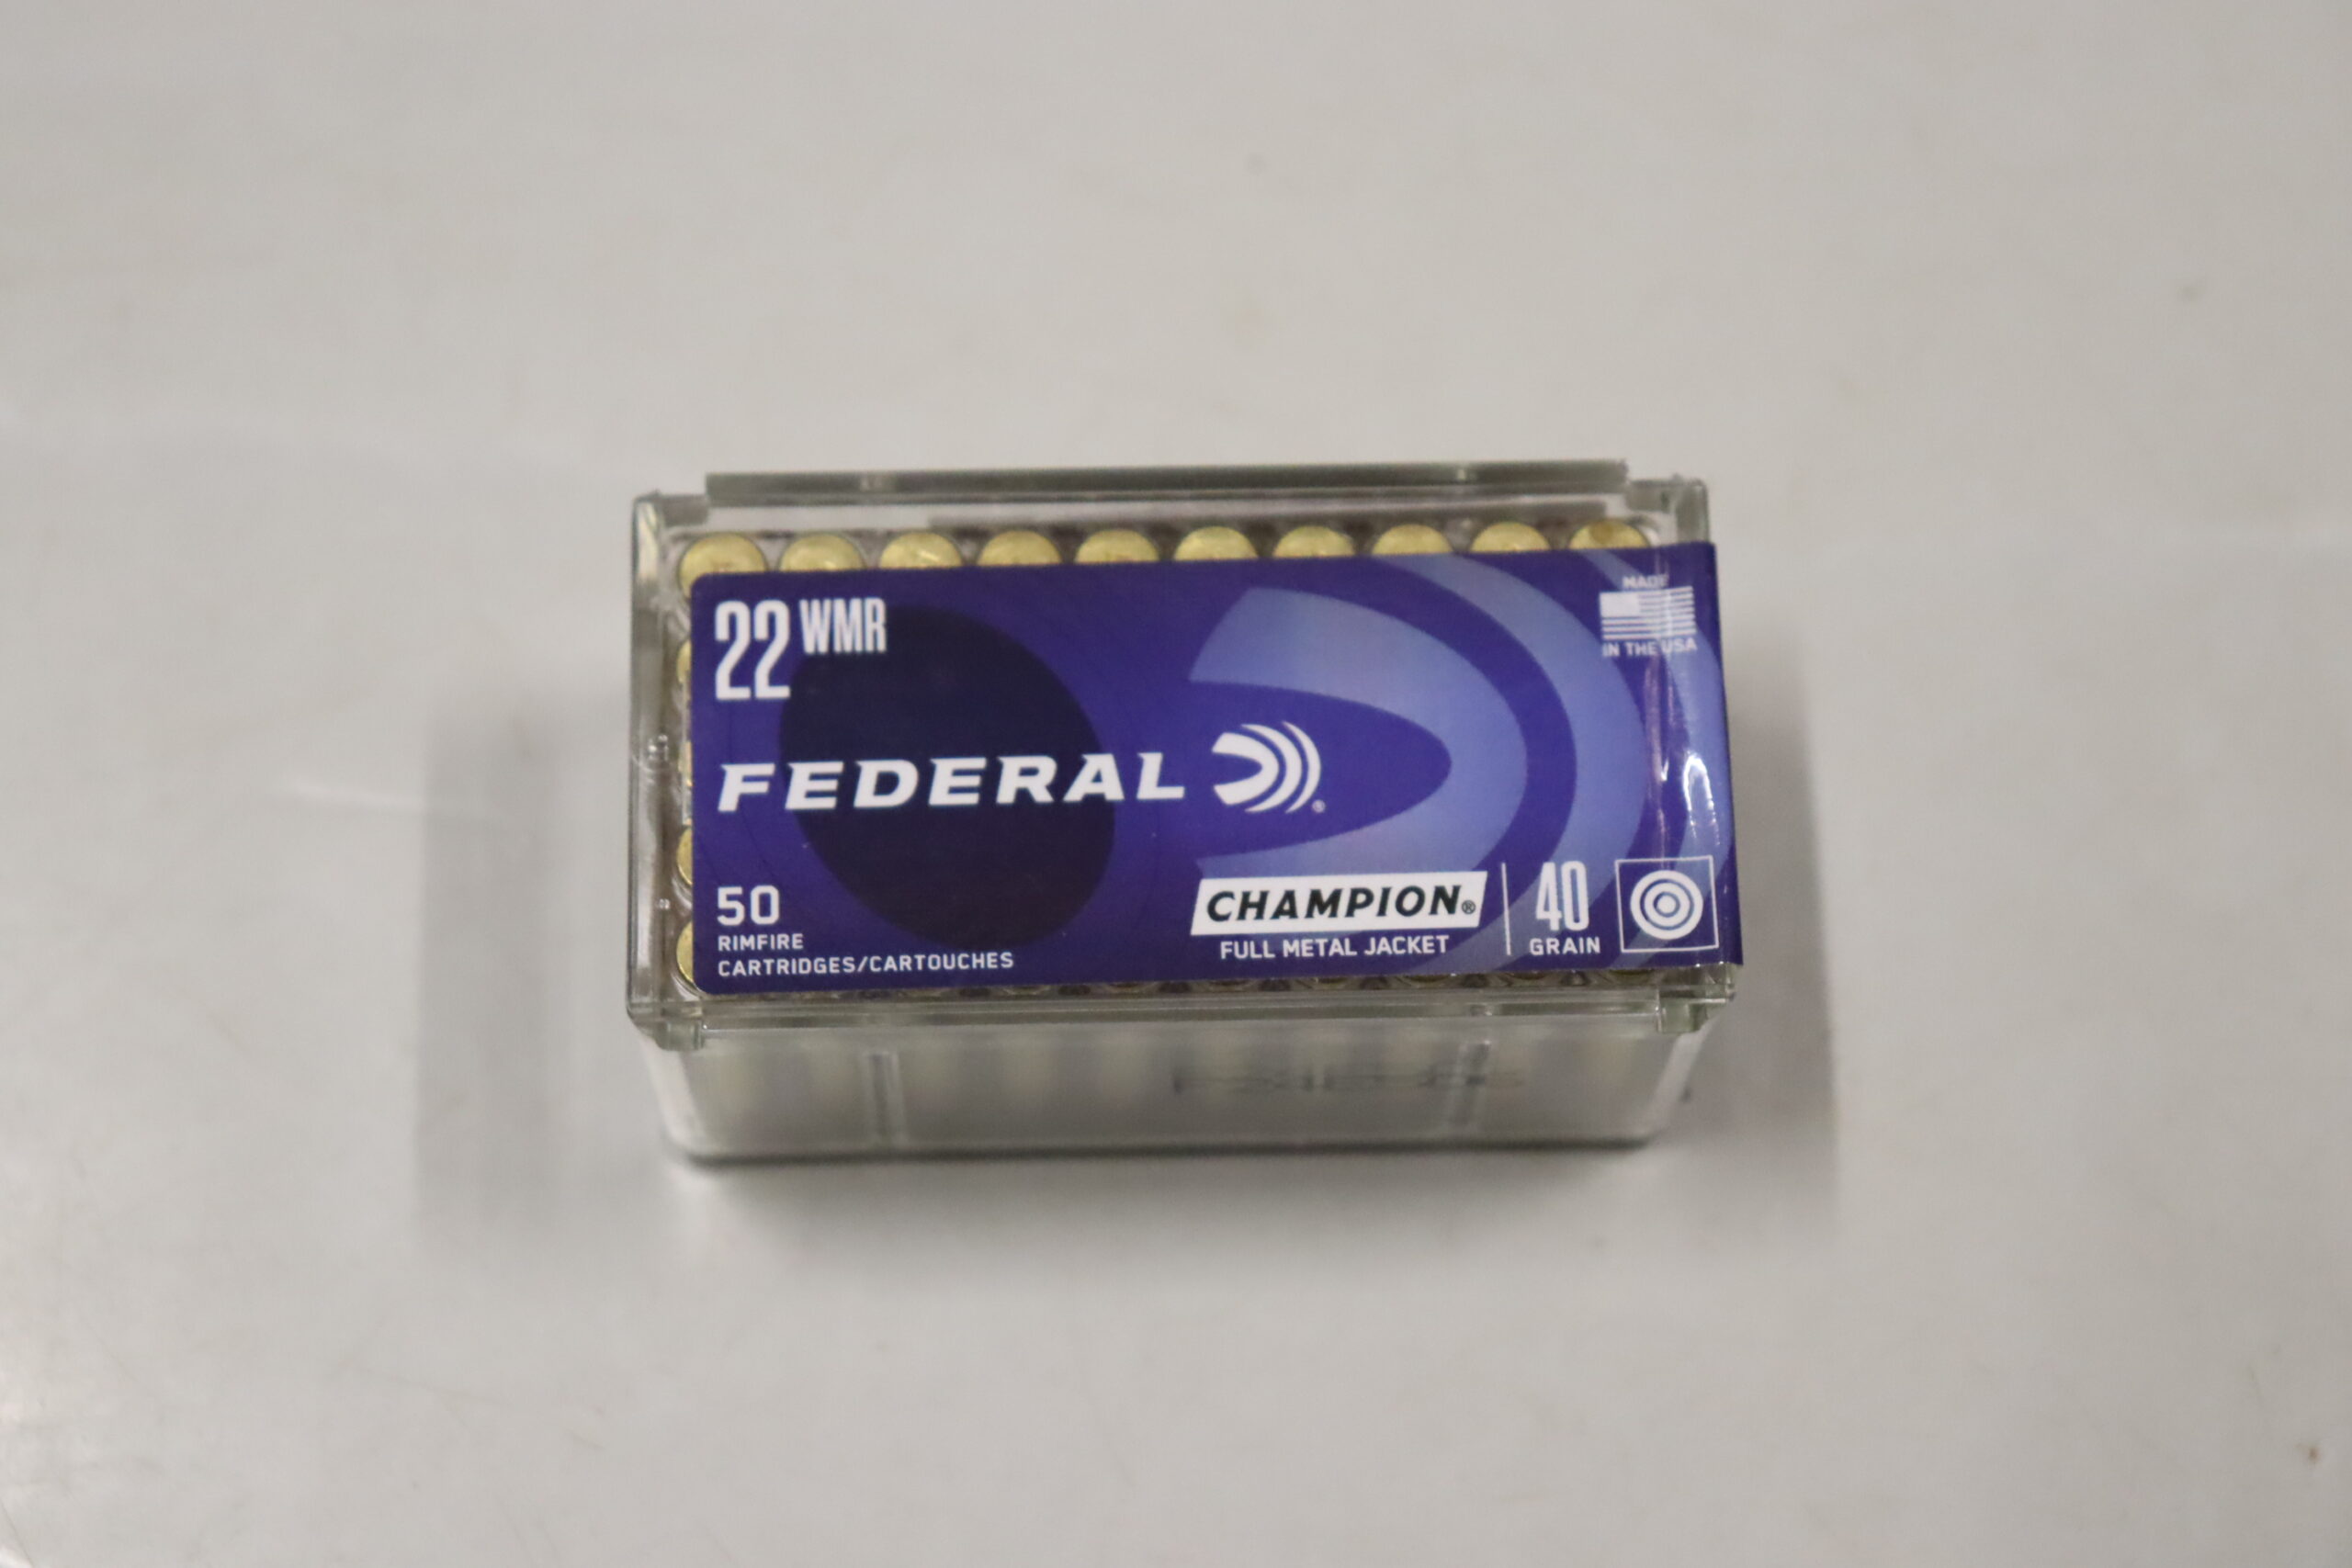 22 WMR
MADE
IN THE USA
FEDERAL®
50
RIMFIRE
CARTRIDGES/CARTOUCHES
CHAMPION®
FULL METAL JACKET
40
GRAIN